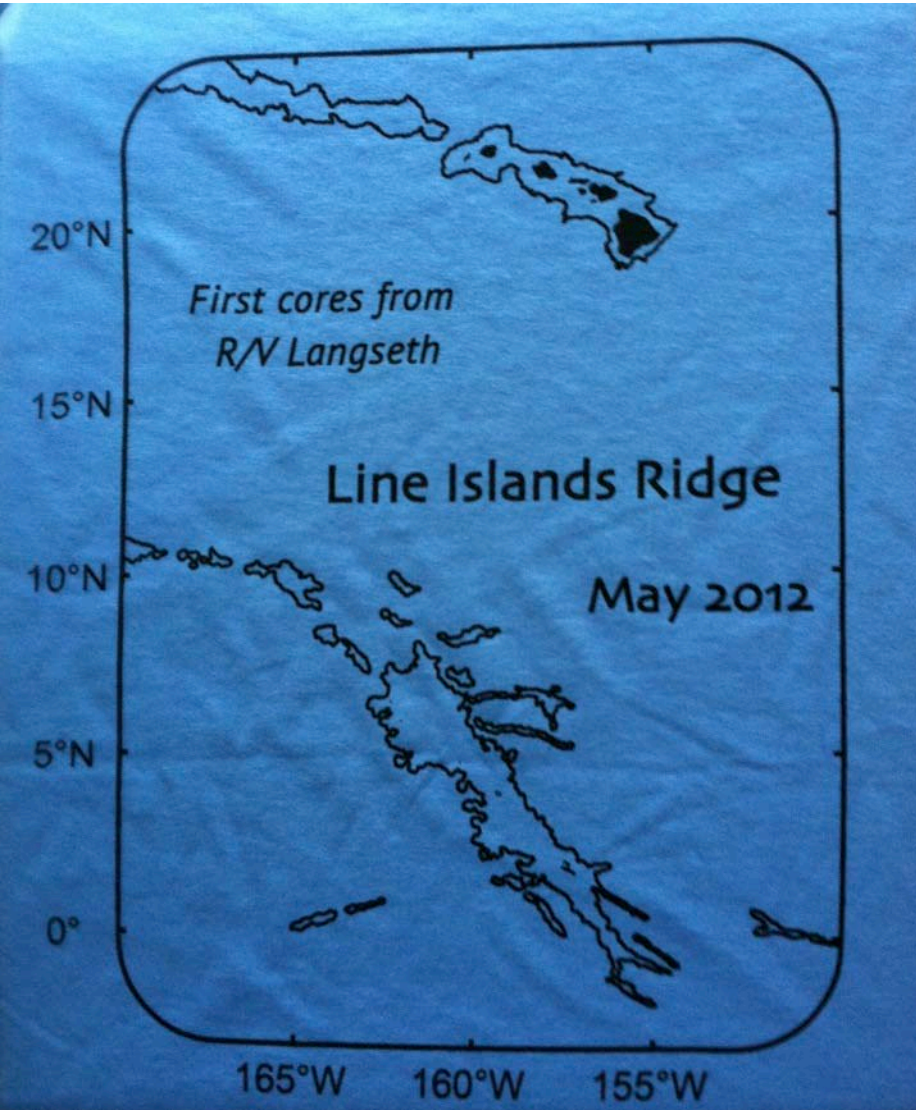 20°N
First cores from
R/V Langseth
15°N
Line Islands Ridge
10°N
May 2012
5°N
0°
165°W 160°W 155°W